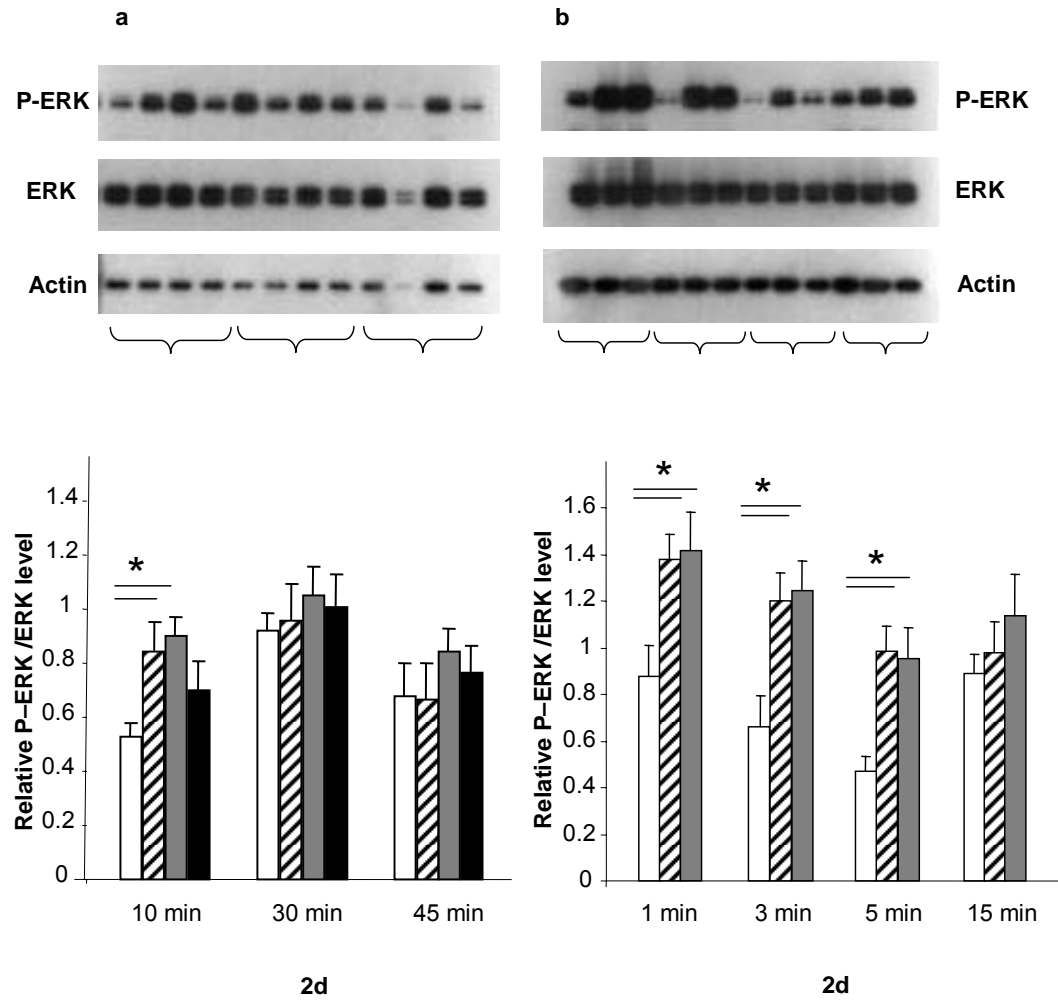 a
P-ERK
ERK
Actin
Relative P–ERK /ERK level
1.4
1.2
1
0.8
0.6
0.4
0.2
0
*
10 min
30 min
45 min
2d
b
P-ERK
ERK
Actin
Relative P–ERK /ERK level
1.6
1.4
1.2
1
0.8
0.6
0.4
0.2
0
*
*
*
1 min
3 min
5 min
15 min
2d